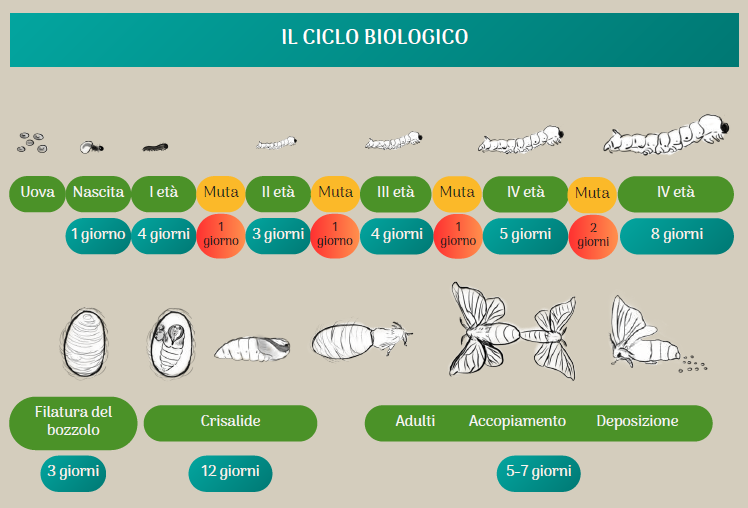 IL CICLO BIOLOGICO
Uova Nascita I età Muta II età Muta III età Muta IV età Muta IV età
1 giorno 4 giorni 1 giorno 3 giorni 1 giorno 4 giorni 1 giorno 5 giorni 2 giorni 8 giorni
Filatura del
bozzolo
Crisalide
Adulti Accopiamento Deposizione
3 giorni 12 giorni 5-7 giorni